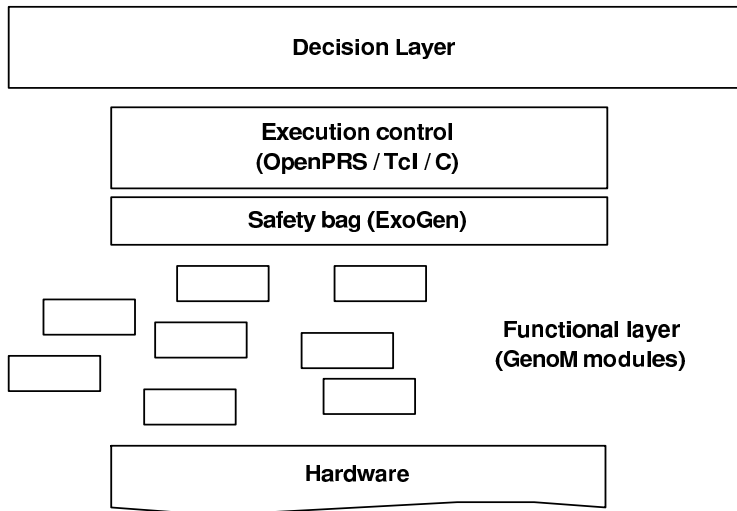 Decision Layer
Execution control
(OpenPRS / Tcl / C)
Safety bag (ExoGen)
Functional layer
(GenoM modules)
Hardware